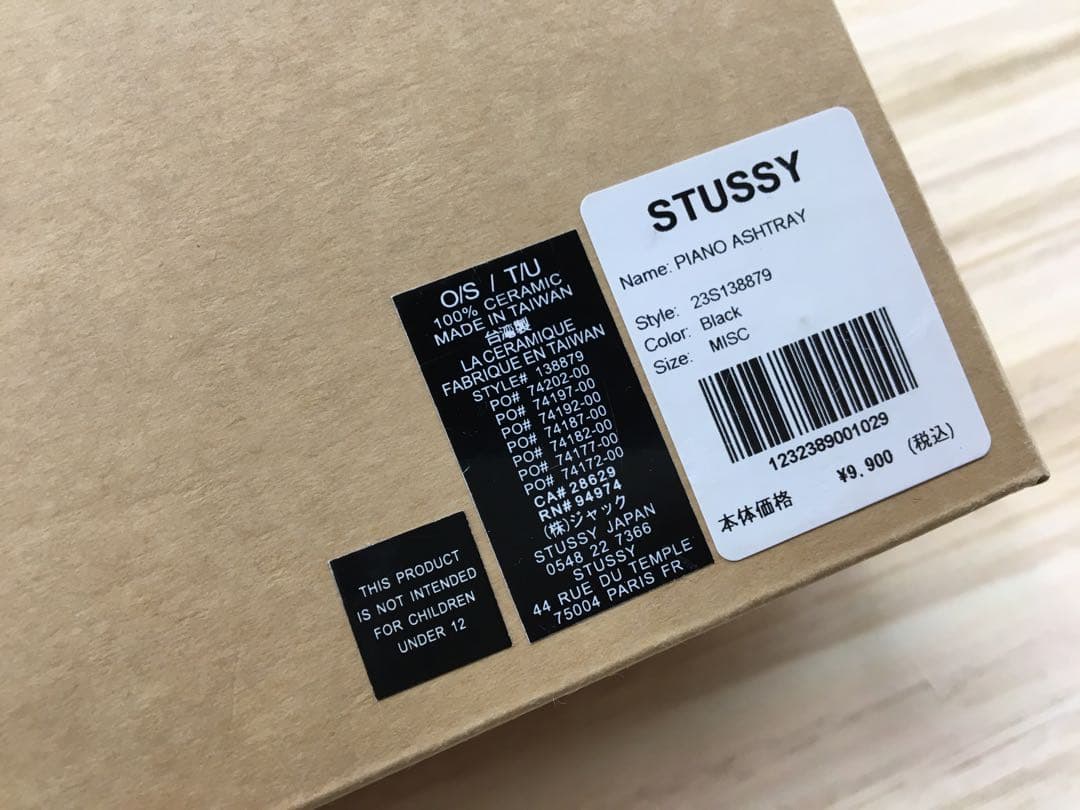 THIS PRODUCT
IS NOT INTENDED
FOR CHILDREN
UNDER 12
O/S / T/U
100% CERAMIC
MADE IN TAIWAN
台湾製
LA CERAMIQUE
FABRIQUE EN TAIWAN
STYLE# 138879
PO# 74202-00
PO# 74197-00
PO# 74192-00
PO# 74187-00
PO# 74182-00
PO# 74177-00
PO# 74172-00
CA# 28629
RN# 94974
(株)ジャック
STUSSY JAPAN
0548 22 7366
STUSSY
44 RUE DU TEMPLE
75004 PARIS FR
STUSSY
Name: PIANO ASHTRAY
Style: 23S138879
Color: Black
Size: MISC
1232389001029
本体価格 ¥9,900 (税込)